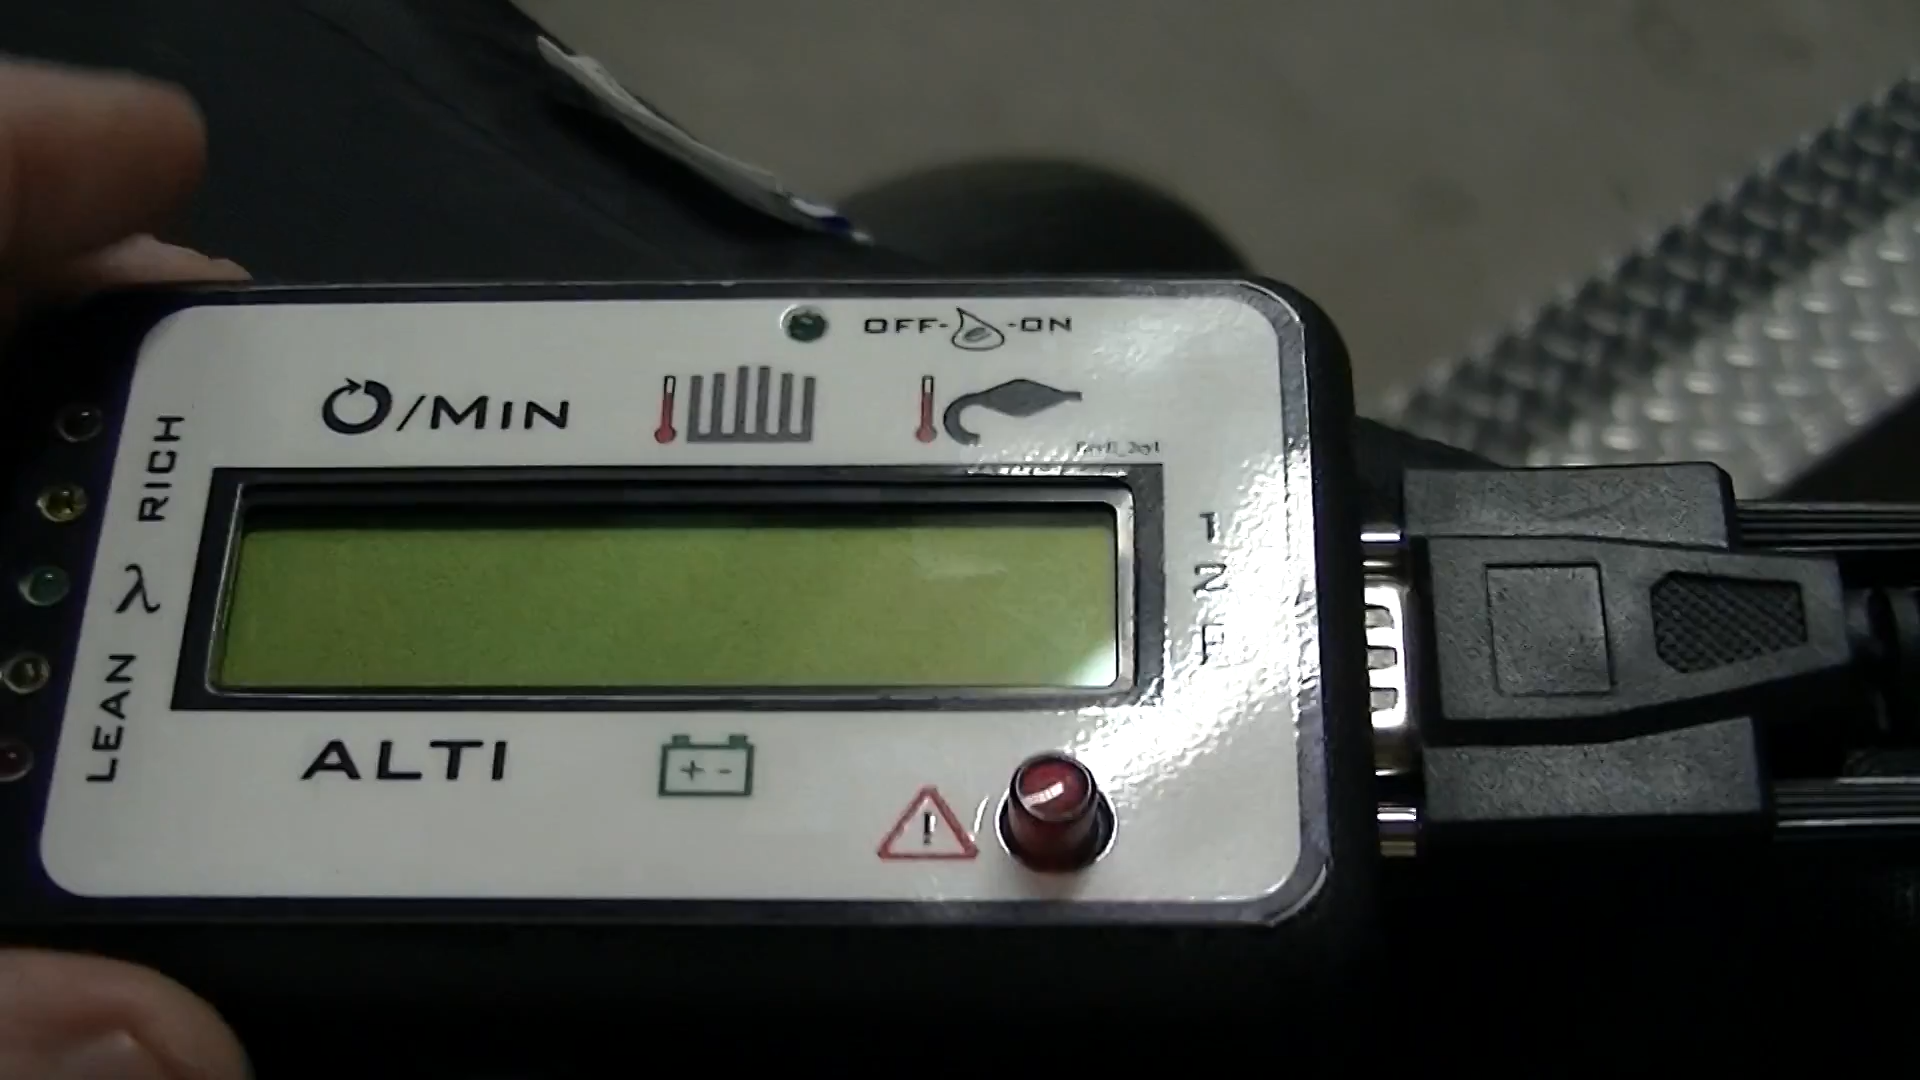 OFF- -ON
/MIN
RICH
λ
LEAN
ALTI
+ -
!